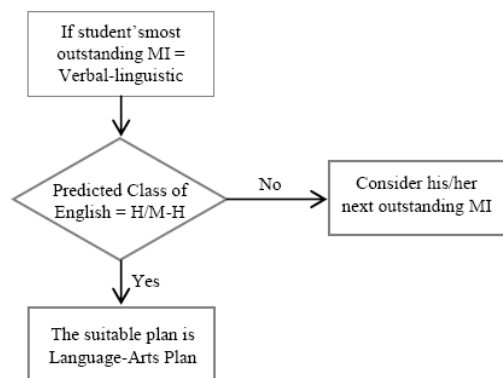 If student'smost
outstanding MI =
Verbal-linguistic
Predicted Class of
English = H/M-H
No
Consider his/her
next outstanding MI
Yes
The suitable plan is
Language-Arts Plan